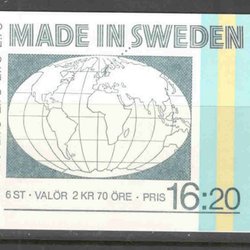 MADE IN SWEDEN
6 ST · VALÖR 2 KR 70 ÖRE · PRIS 16:20